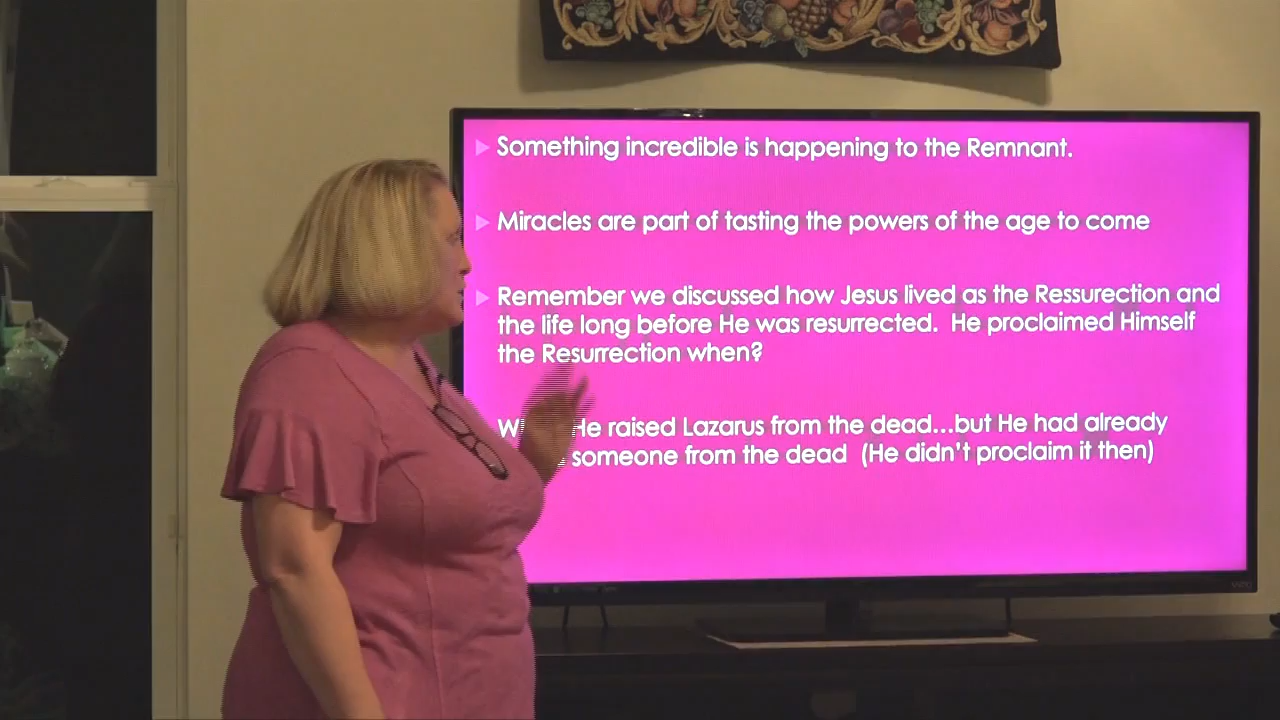 Something incredible is happening to the Remnant.
Miracles are part of tasting the powers of the age to come
Remember we discussed how Jesus lived as the Ressurection and
the life long before He was resurrected. He proclaimed Himself
the Resurrection when?
He raised Lazarus from the dead...but He had already
someone from the dead (He didn't proclaim it then)
VIZIO